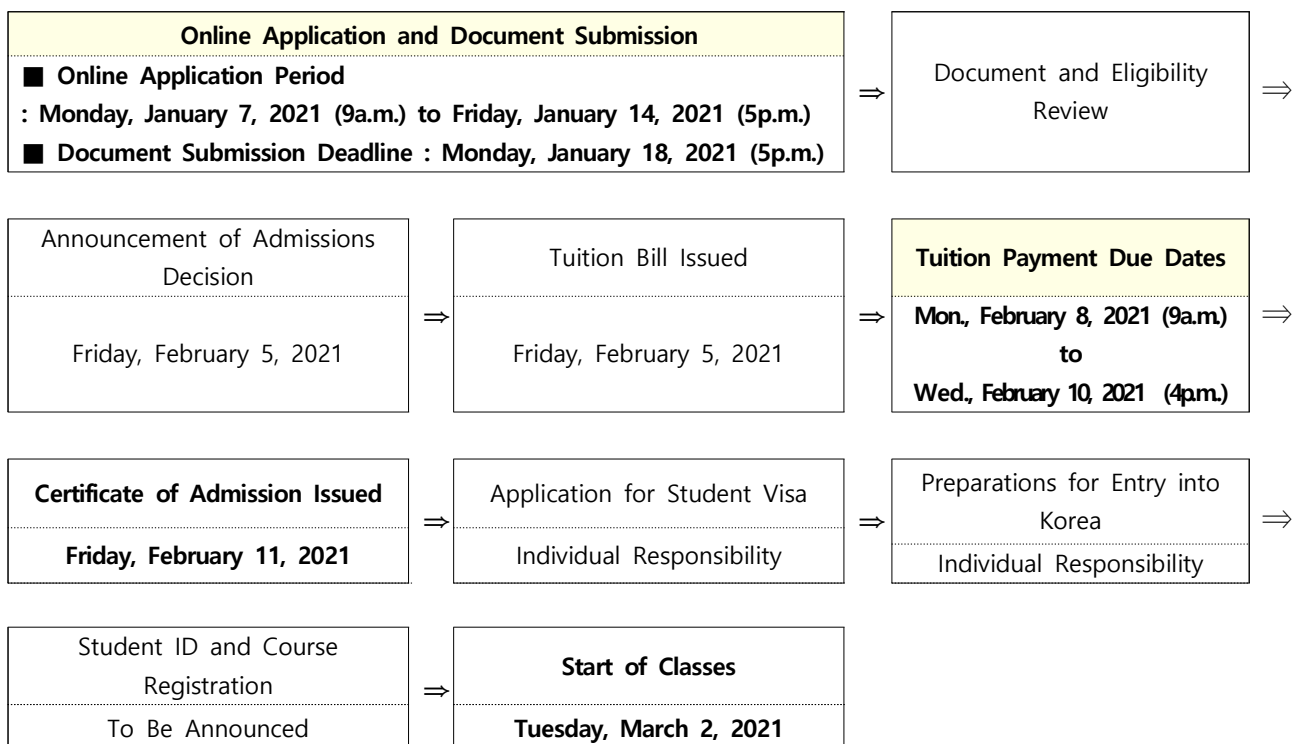 Online Application and Document Submission
■ Online Application Period
: Monday, January 7, 2021 (9a.m.) to Friday, January 14, 2021 (5p.m.)
■ Document Submission Deadline : Monday, January 18, 2021 (5p.m.)
⇒
Document and Eligibility
Review
⇒
Announcement of Admissions
Decision
Friday, February 5, 2021
⇒
Tuition Bill Issued
Friday, February 5, 2021
⇒
Tuition Payment Due Dates
Mon., February 8, 2021 (9a.m.)
to
Wed., February 10, 2021 (4p.m.)
⇒
Certificate of Admission Issued
Friday, February 11, 2021
⇒
Application for Student Visa
Individual Responsibility
⇒
Preparations for Entry into
Korea
Individual Responsibility
⇒
Student ID and Course
Registration
To Be Announced
⇒
Start of Classes
Tuesday, March 2, 2021